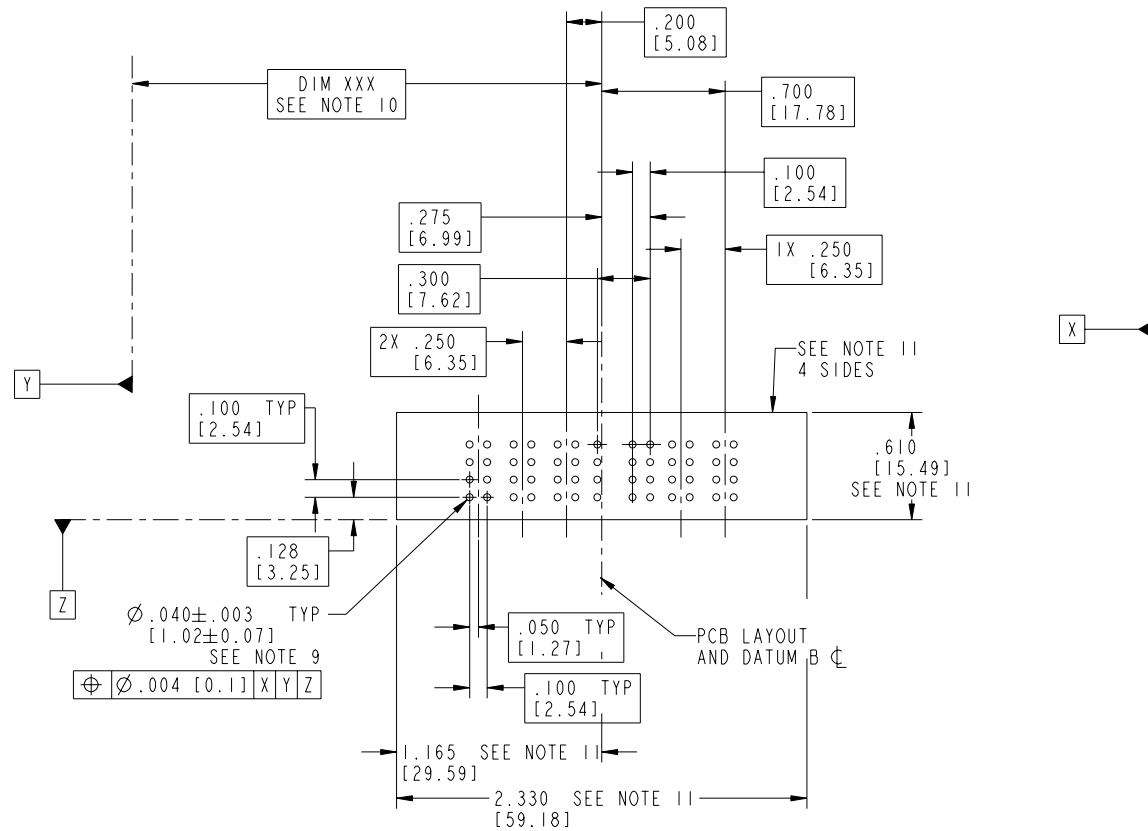 .200
[5.08]
DIM XXX
SEE NOTE 10
.700
[17.78]
.100
[2.54]
.275
[6.99]
1X .250
[6.35]
.300
[7.62]
X
2X .250
[6.35]
SEE NOTE 11
4 SIDES
Y
.100 TYP
[2.54]
.610
[15.49]
SEE NOTE 11
.128
[3.25]
Z
Ø.040±.003 TYP
[1.02±0.07]
SEE NOTE 9
⌖ Ø.004 [0.1] X Y Z
.050 TYP
[1.27]
PCB LAYOUT
AND DATUM B ℄
.100 TYP
[2.54]
1.165 SEE NOTE 11
[29.59]
2.330 SEE NOTE 11
[59.18]